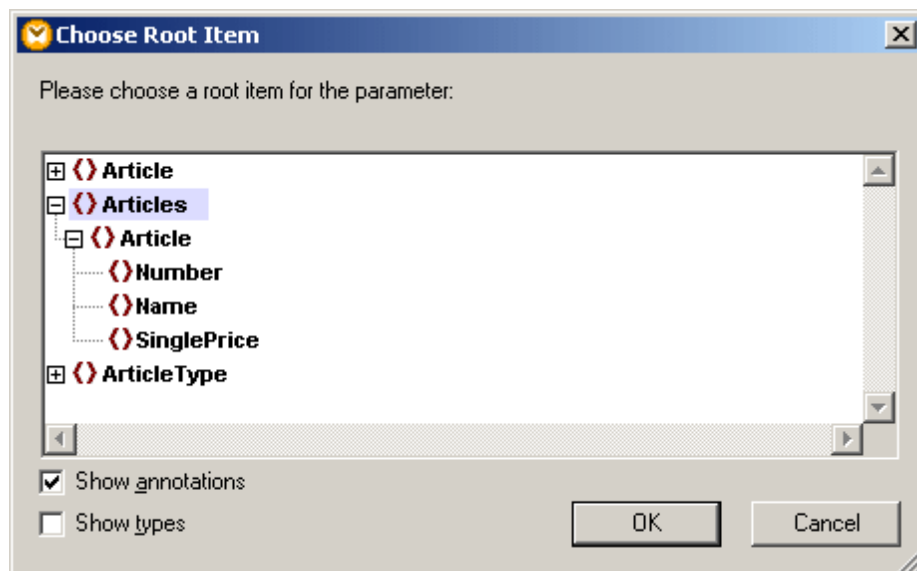 Choose Root Item
Please choose a root item for the parameter:
Article
Articles
Article
Number
Name
SinglePrice
ArticleType
Show annotations
Show types
OK
Cancel